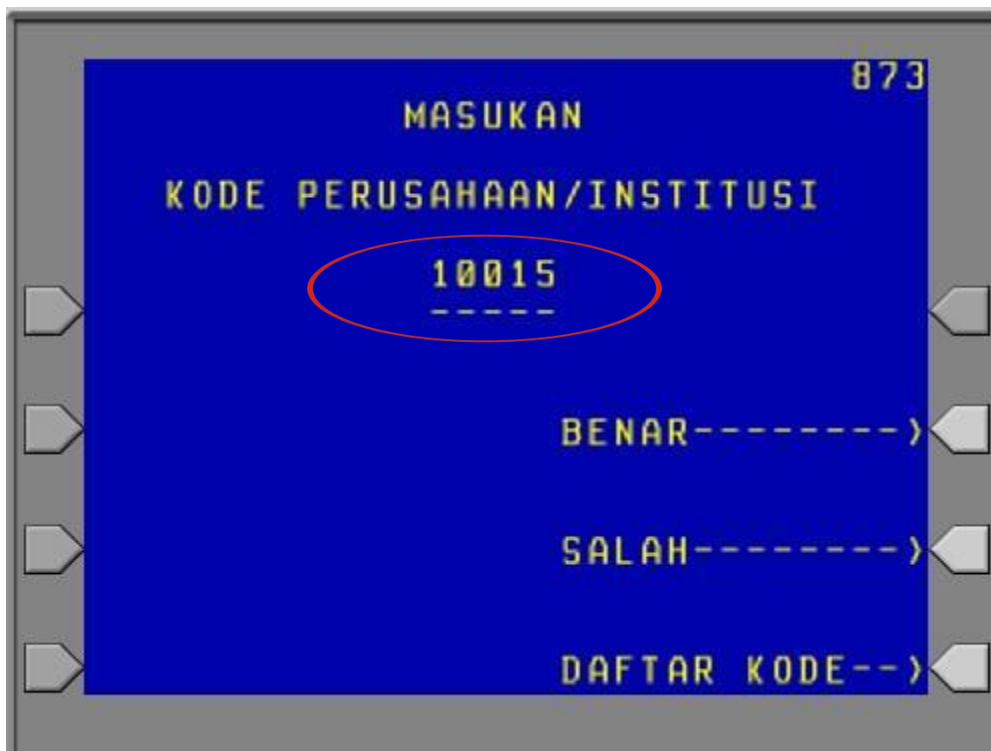 873
MASUKAN
KODE PERUSAHAAN/INSTITUSI
10015
-----
BENAR-------->
SALAH-------->
DAFTAR KODE-->